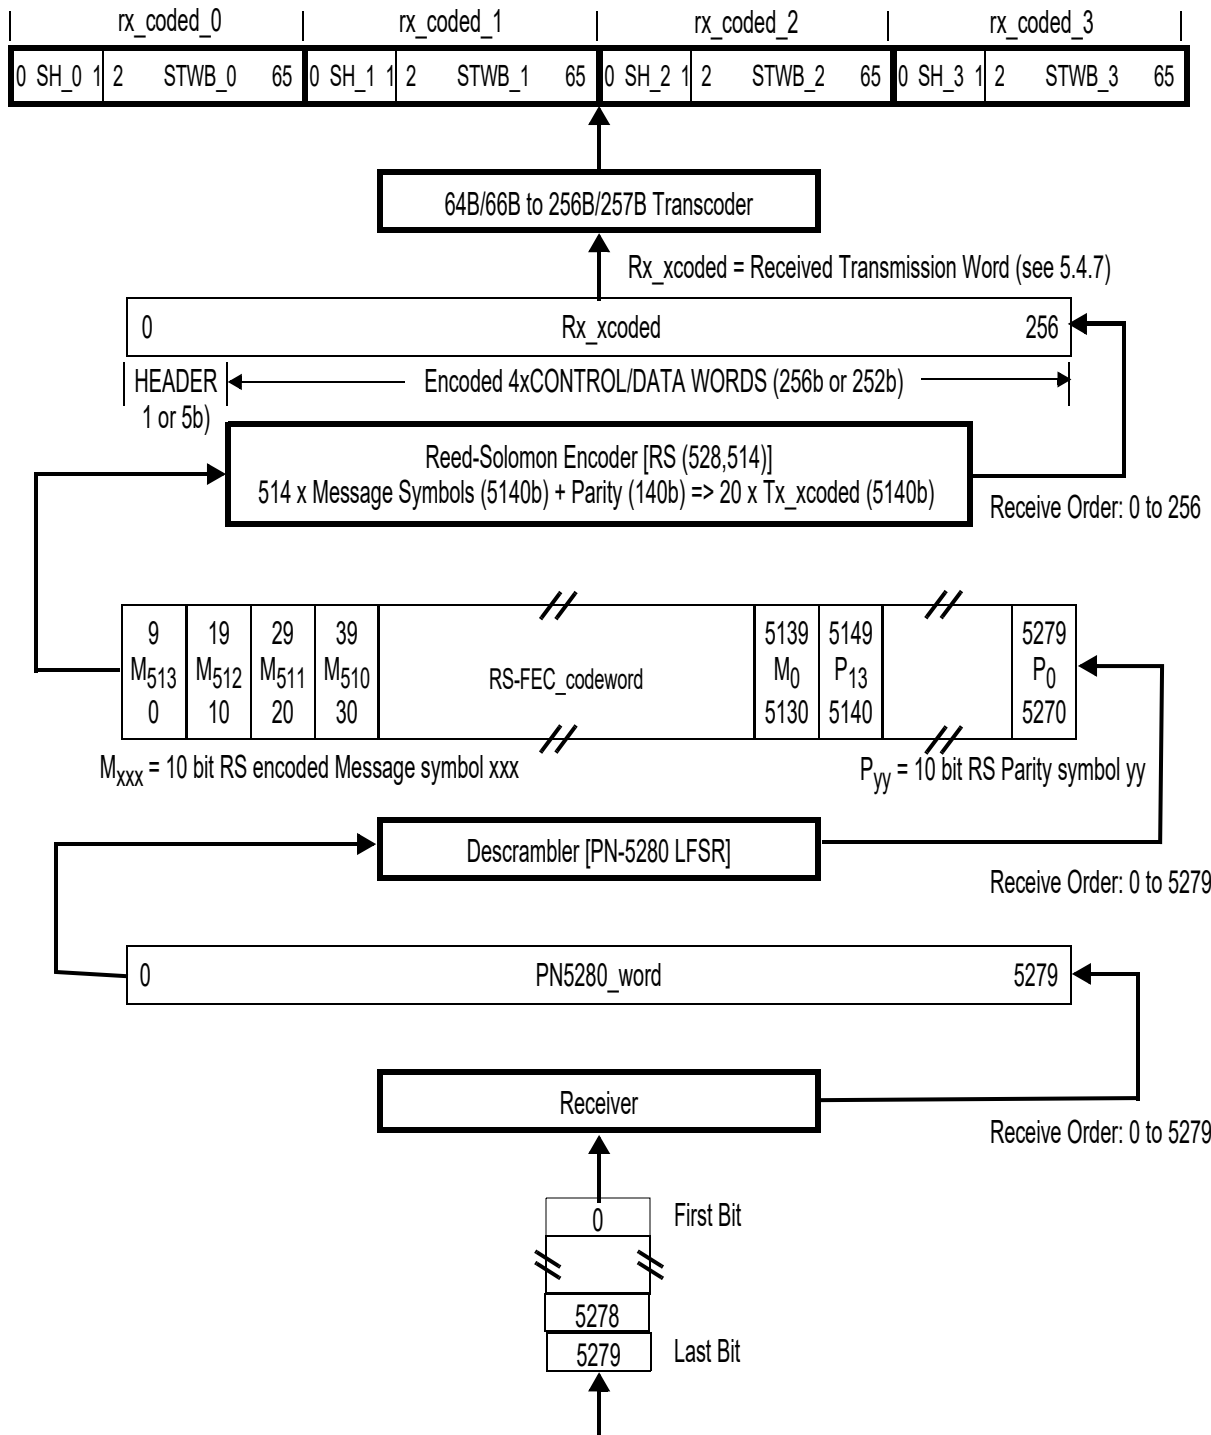 rx_coded_0 rx_coded_1 rx_coded_2 rx_coded_3
0 SH_0 1 2 STWB_0 65 0 SH_1 1 2 STWB_1 65 0 SH_2 1 2 STWB_2 65 0 SH_3 1 2 STWB_3 65
64B/66B to 256B/257B Transcoder
Rx_xcoded = Received Transmission Word (see 5.4.7)
0 Rx_xcoded 256
HEADER Encoded 4xCONTROL/DATA WORDS (256b or 252b)
1 or 5b)
Reed-Solomon Encoder [RS (528,514)]
514 x Message Symbols (5140b) + Parity (140b) => 20 x Tx_xcoded (5140b)
Receive Order: 0 to 256
9 19 29 39 5139 5149 5279
M513 M512 M511 M510 RS-FEC_codeword M0 P13 P0
0 10 20 30 5130 5140 5270
Mxxx = 10 bit RS encoded Message symbol xxx Pyy = 10 bit RS Parity symbol yy
Descrambler [PN-5280 LFSR]
Receive Order: 0 to 5279
0 PN5280_word 5279
Receiver
Receive Order: 0 to 5279
0 First Bit
5278
5279 Last Bit